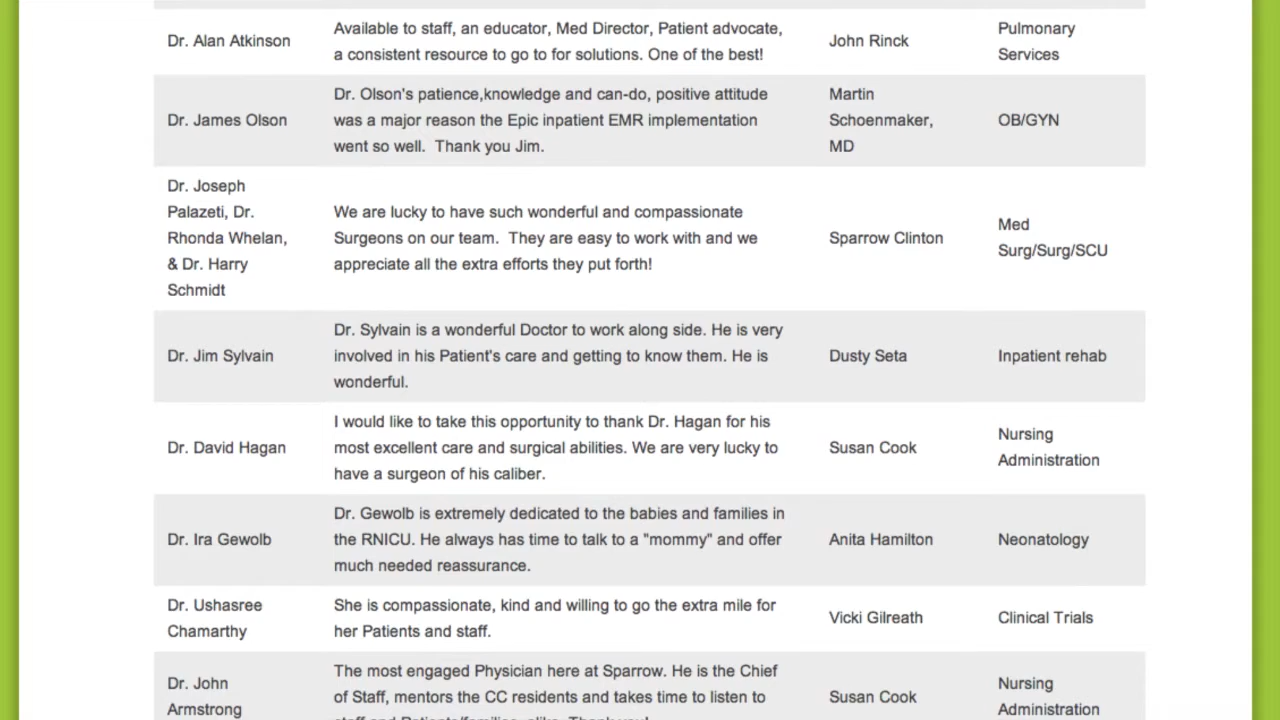 Dr. Alan Atkinson
Available to staff, an educator, Med Director, Patient advocate,
a consistent resource to go to for solutions. One of the best!
John Rinck
Pulmonary
Services
Dr. James Olson
Dr. Olson's patience,knowledge and can-do, positive attitude
was a major reason the Epic inpatient EMR implementation
went so well.  Thank you Jim.
Martin
Schoenmaker,
MD
OB/GYN
Dr. Joseph
Palazeti, Dr.
Rhonda Whelan,
& Dr. Harry
Schmidt
We are lucky to have such wonderful and compassionate
Surgeons on our team.  They are easy to work with and we
appreciate all the extra efforts they put forth!
Sparrow Clinton
Med
Surg/Surg/SCU
Dr. Jim Sylvain
Dr. Sylvain is a wonderful Doctor to work along side. He is very
involved in his Patient's care and getting to know them. He is
wonderful.
Dusty Seta
Inpatient rehab
Dr. David Hagan
I would like to take this opportunity to thank Dr. Hagan for his
most excellent care and surgical abilities. We are very lucky to
have a surgeon of his caliber.
Susan Cook
Nursing
Administration
Dr. Ira Gewolb
Dr. Gewolb is extremely dedicated to the babies and families in
the RNICU. He always has time to talk to a "mommy" and offer
much needed reassurance.
Anita Hamilton
Neonatology
Dr. Ushasree
Chamarthy
She is compassionate, kind and willing to go the extra mile for
her Patients and staff.
Vicki Gilreath
Clinical Trials
Dr. John
Armstrong
The most engaged Physician here at Sparrow. He is the Chief
of Staff, mentors the CC residents and takes time to listen to
staff and Patients/families, alike. Thank you!
Susan Cook
Nursing
Administration